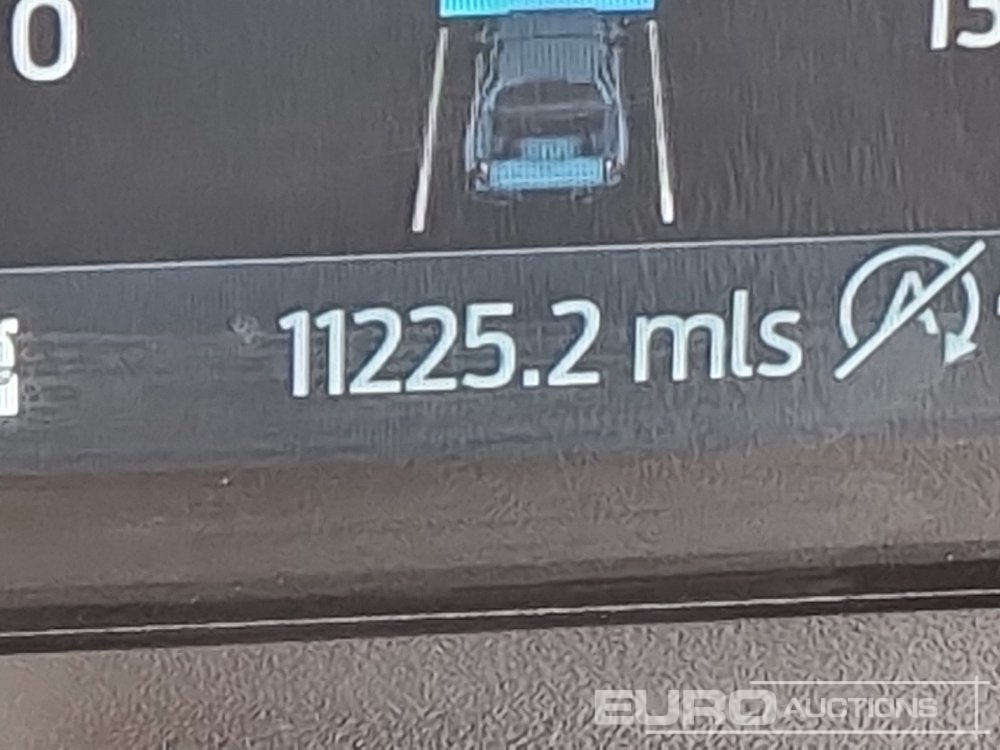 0
11225.2 mls
A
EURO AUCTIONS